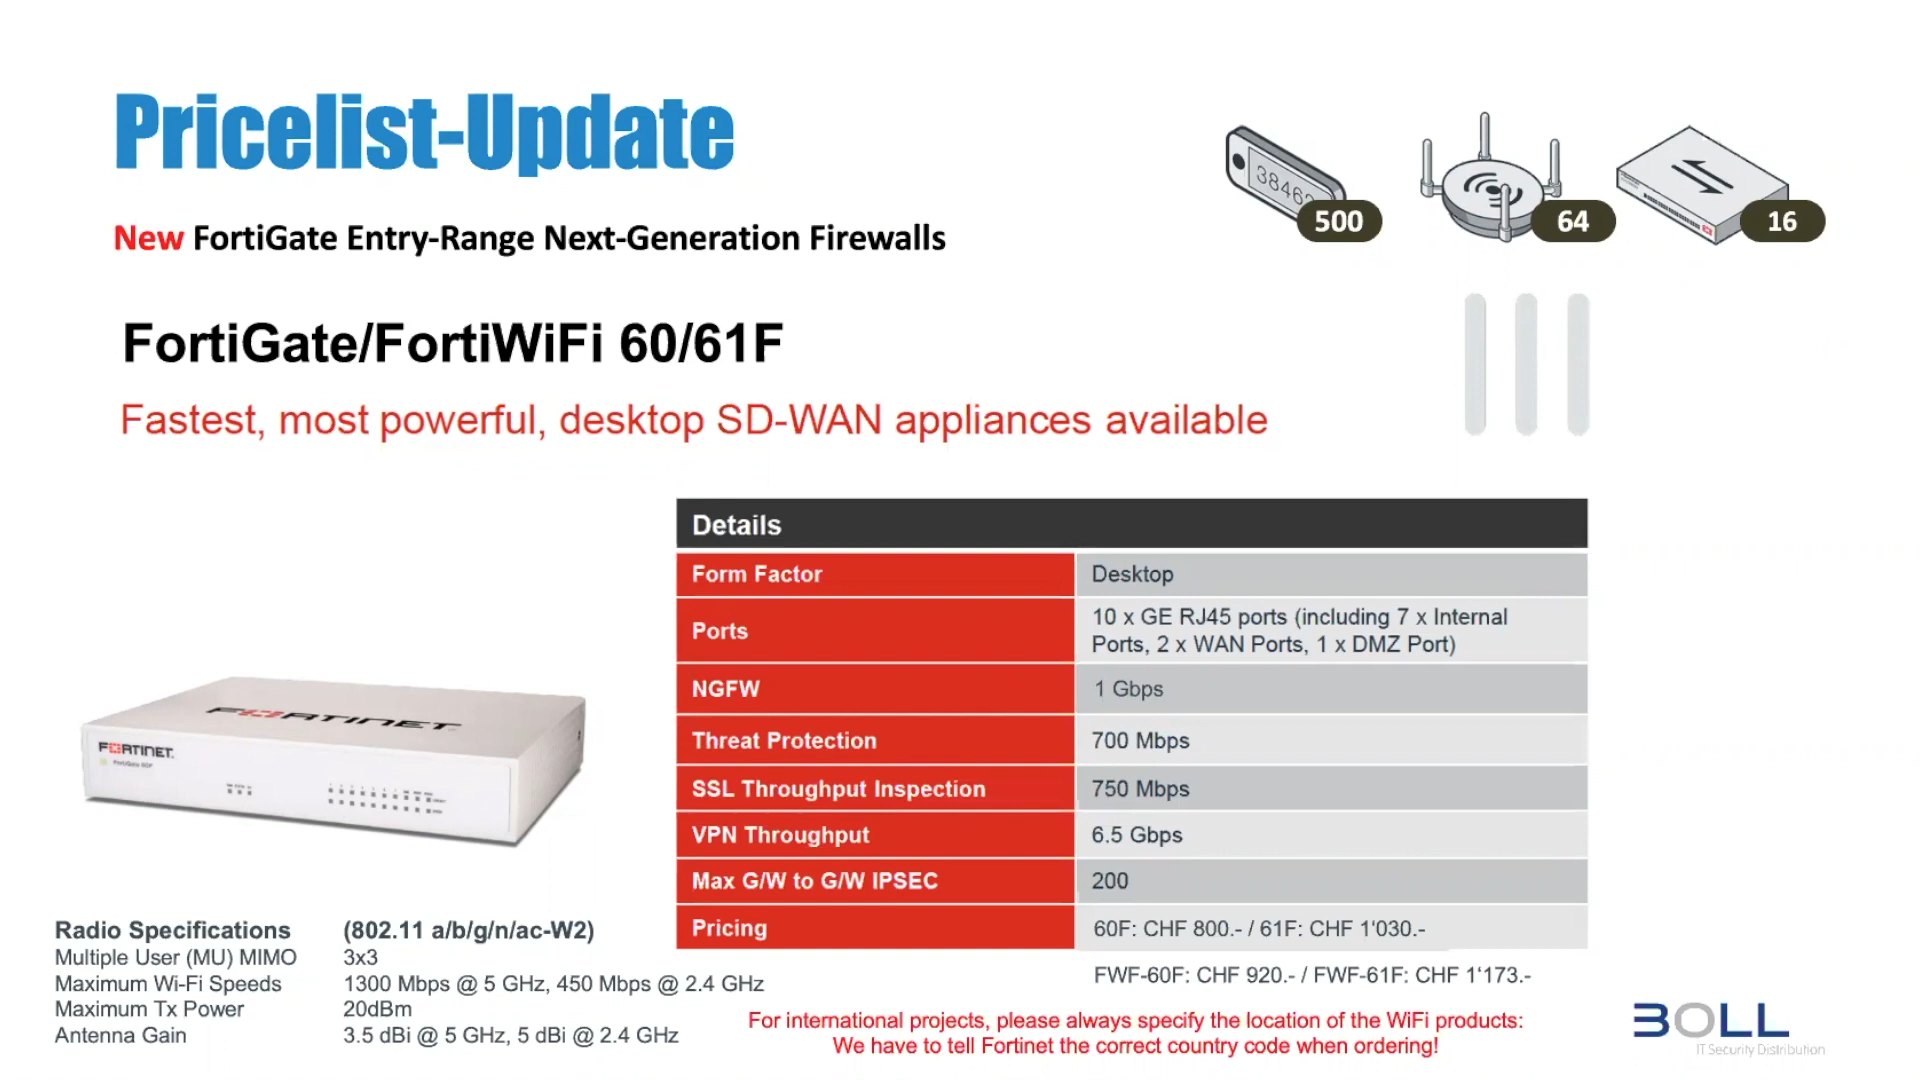 Pricelist-Update
38462
500
64
16
New FortiGate Entry-Range Next-Generation Firewalls
FortiGate/FortiWiFi 60/61F
Fastest, most powerful, desktop SD-WAN appliances available
Details
Form Factor
Desktop
Ports
10 x GE RJ45 ports (including 7 x Internal
Ports, 2 x WAN Ports, 1 x DMZ Port)
NGFW
1 Gbps
Threat Protection
700 Mbps
SSL Throughput Inspection
750 Mbps
VPN Throughput
6.5 Gbps
Max G/W to G/W IPSEC
200
Pricing
60F: CHF 800.- / 61F: CHF 1'030.-
FWF-60F: CHF 920.- / FWF-61F: CHF 1‘173.-
FORTINET
FORTINET
FortiGate 60F
Radio Specifications (802.11 a/b/g/n/ac-W2)
Multiple User (MU) MIMO 3x3
Maximum Wi-Fi Speeds 1300 Mbps @ 5 GHz, 450 Mbps @ 2.4 GHz
Maximum Tx Power 20dBm
Antenna Gain 3.5 dBi @ 5 GHz, 5 dBi @ 2.4 GHz
For international projects, please always specify the location of the WiFi products:
We have to tell Fortinet the correct country code when ordering!
BOLL
IT Security Distribution